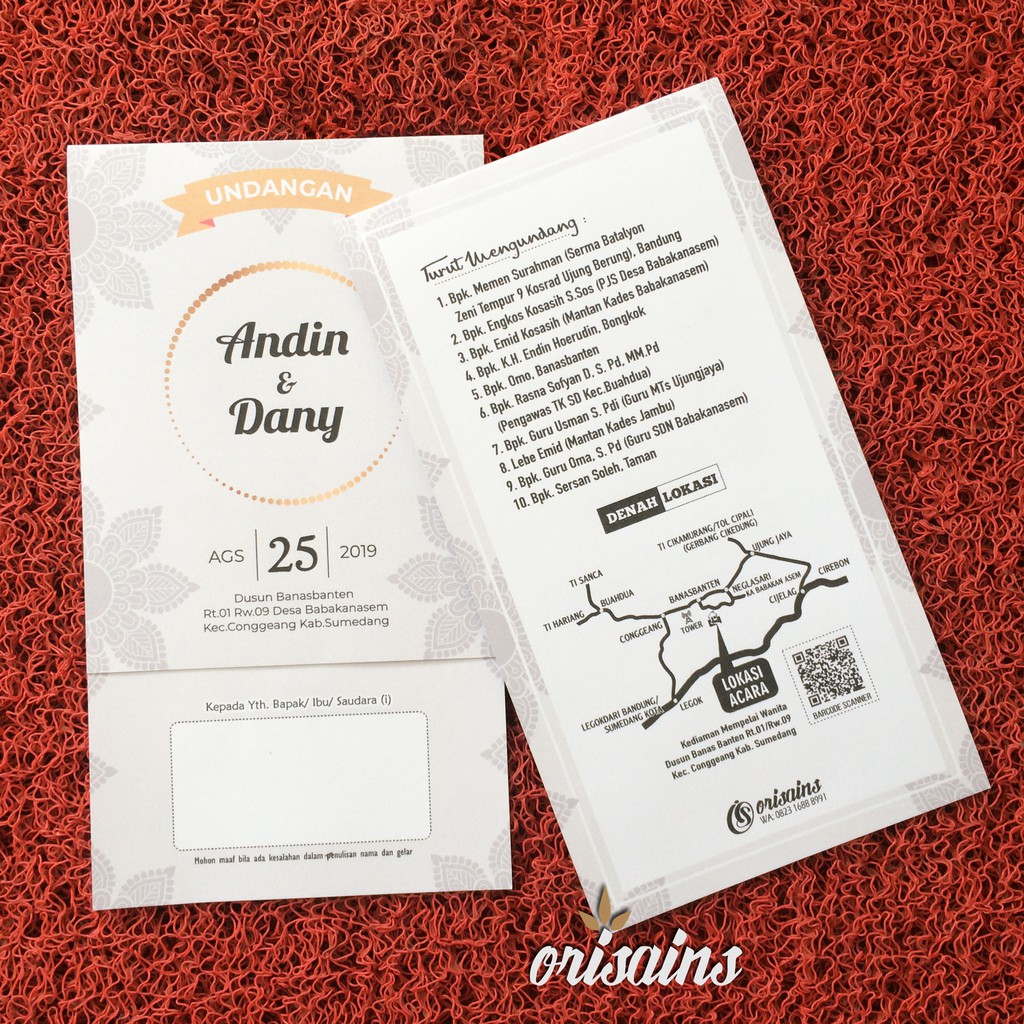 UNDANGAN
Andin
&
Dany
AGS 25 2019
Dusun Banasbanten
Rt.01 Rw.09 Desa Babakanasem
Kec.Conggeang Kab.Sumedang
Kepada Yth. Bapak/ Ibu/ Saudara (i)
Mohon maaf bila ada kesalahan dalam penulisan nama dan gelar
Turut Mengundang :
1. Bpk. Memen Surahman (Serma Batalyon
Zeni Tempur 9 Kosrad Ujung Berung), Bandung
2. Bpk. Engkos Kosasih S.Sos (PJS Desa Babakanasem)
3. Bpk. Emid Kosasih (Mantan Kades Babakanasem)
4. Bpk. K.H. Endin Hoerudin, Bongkok
5. Bpk. Omo, Banasbanten
6. Bpk. Rasna Sofyan D. S. Pd, MM.Pd
(Pengawas TK SD Kec.Buahdua)
7. Bpk. Guru Usman S. Pdi (Guru MTs Ujungjaya)
8. Lebe Emid (Mantan Kades Jambu)
9. Bpk. Guru Oma, S. Pd (Guru SDN Babakanasem)
10. Bpk. Sersan Soleh, Taman
DENAH LOKASI
TI CIKAMURANG/TOL CIPALI
(GERBANG CIKEDUNG)
UJUNG JAYA
TI SANCA
BUAHDUA
TI HARIANG
BANASBANTEN
NEGLASARI
KA BABAKAN ASEM
CIREBON
CIJELAG
CONGGEANG
TOWER
LOKASI
ACARA
LEGOKDARI BANDUNG/
SUMEDANG KOTA
LEGOK
BARCODE SCANNER
Kediaman Mempelai Wanita
Dusun Banas Banten Rt.01/Rw.09
Kec. Conggeang Kab. Sumedang
orisains
WA: 0823 1688 8991
orisains